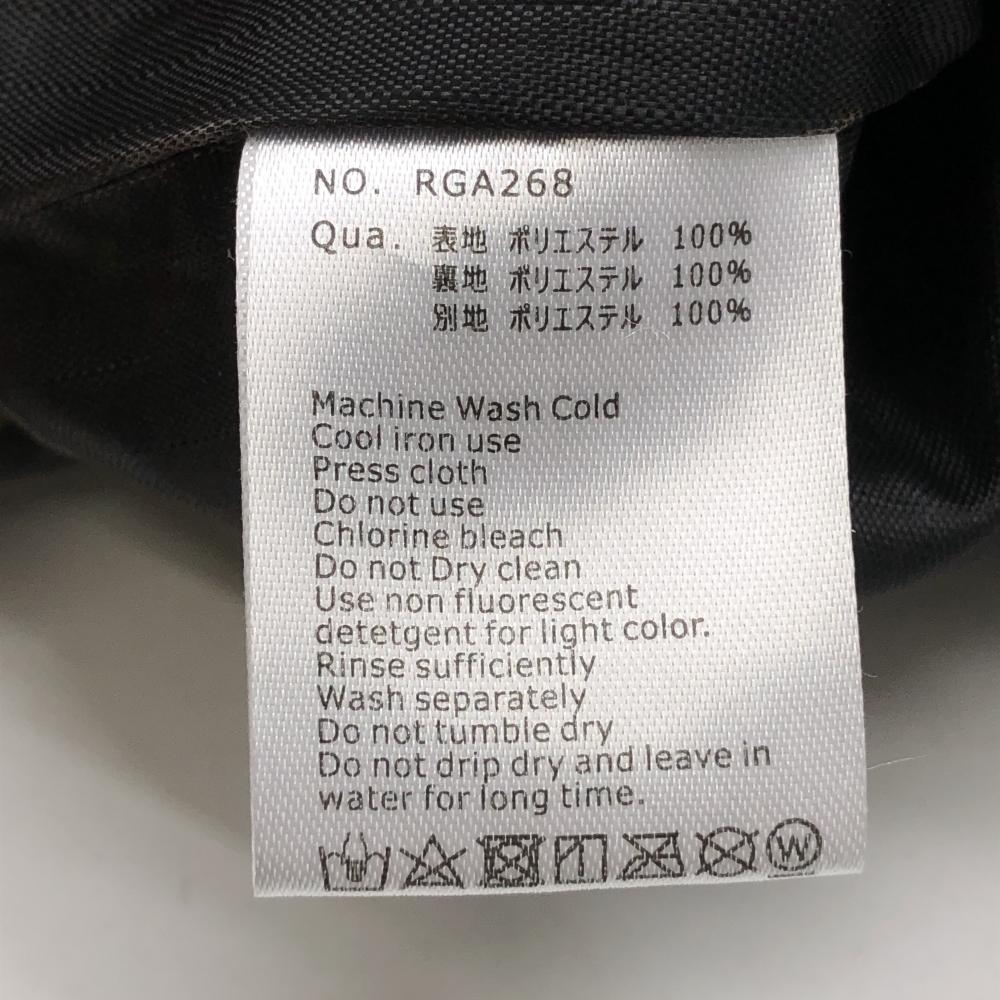 NO. RGA268
Qua. 表地 ポリエステル 100%
裏地 ポリエステル 100%
別地 ポリエステル 100%
Machine Wash Cold
Cool iron use
Press cloth
Do not use
Chlorine bleach
Do not Dry clean
Use non fluorescent
detetgent for light color.
Rinse sufficiently
Wash separately
Do not tumble dry
Do not drip dry and leave in
water for long time.
W